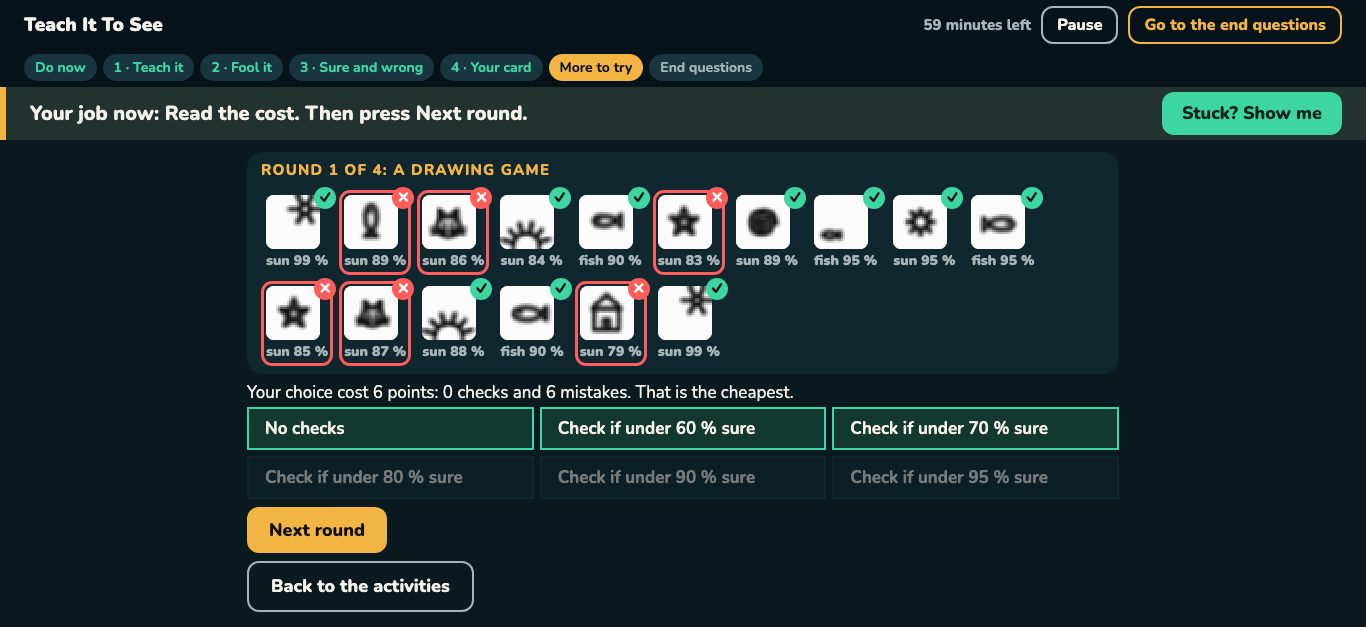 Teach It To See
59 minutes left
Pause
Go to the end questions
Do now
1 · Teach it
2 · Fool it
3 · Sure and wrong
4 · Your card
More to try
End questions
Your job now: Read the cost. Then press Next round.
Stuck? Show me
ROUND 1 OF 4: A DRAWING GAME
sun 99 % sun 89 % sun 86 % sun 84 % fish 90 % sun 83 % sun 89 % fish 95 % sun 95 % fish 95 %
sun 85 % sun 87 % sun 88 % fish 90 % sun 79 % sun 99 %
Your choice cost 6 points: 0 checks and 6 mistakes. That is the cheapest.
No checks
Check if under 60 % sure
Check if under 70 % sure
Check if under 80 % sure
Check if under 90 % sure
Check if under 95 % sure
Next round
Back to the activities